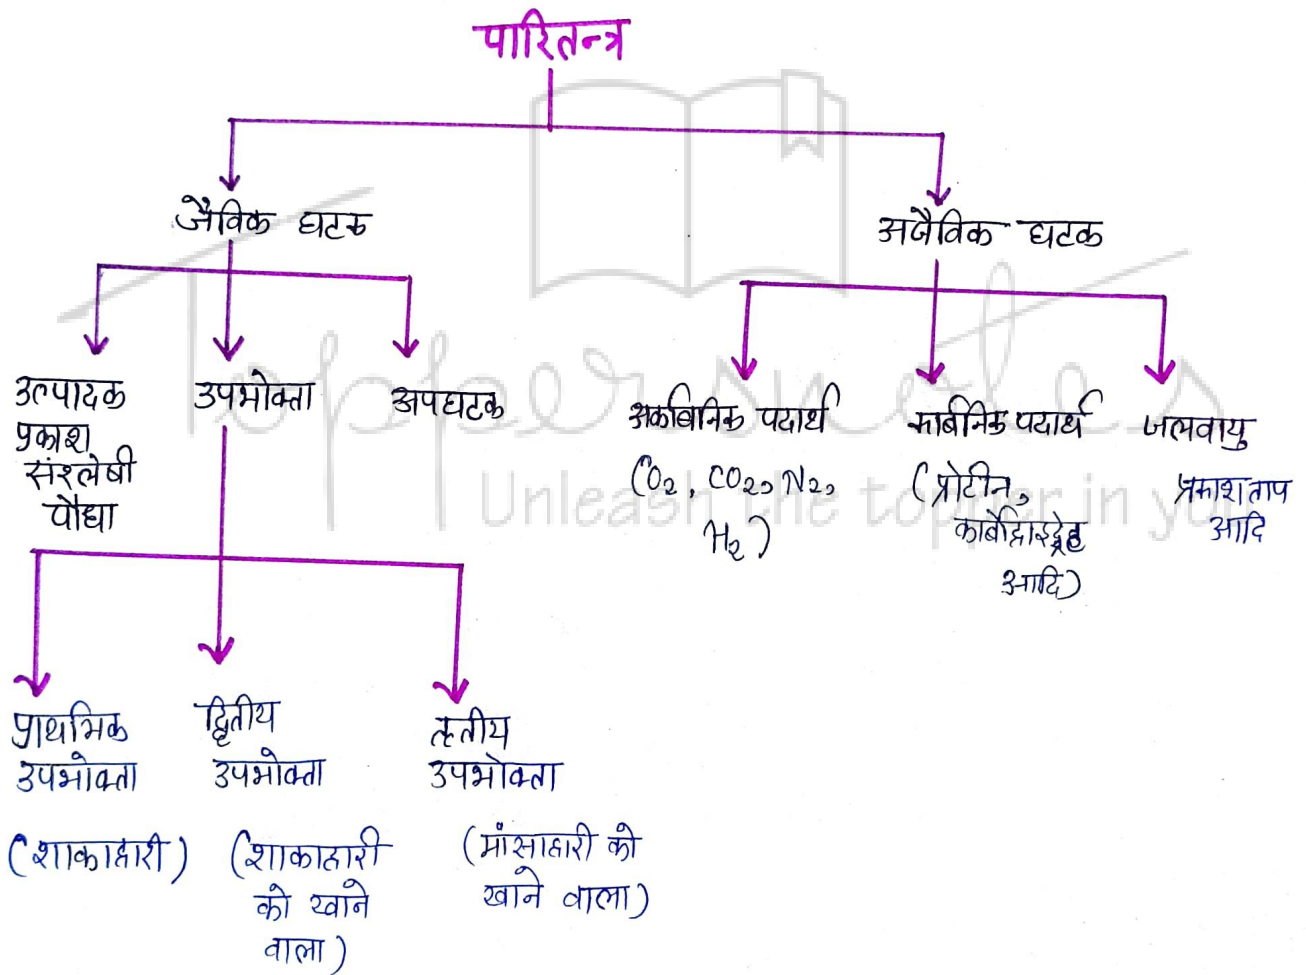 पारितन्त्र
जैविक घटक
अजैविक घटक
उत्पादक
प्रकाश
संश्लेषी
पौधा
उपभोक्ता
अपघटक
अकार्बनिक पदार्थ
(O₂, CO₂, N₂,
H₂)
कार्बनिक पदार्थ
(प्रोटीन,
कार्बोहाइड्रेट
आदि)
जलवायु
प्रकाश ताप
आदि
प्राथमिक
उपभोक्ता
(शाकाहारी)
द्वितीय
उपभोक्ता
(शाकाहारी
को खाने
वाला)
तृतीय
उपभोक्ता
(मांसाहारी को
खाने वाला)
Toppersnotes
Unleash the topper in you